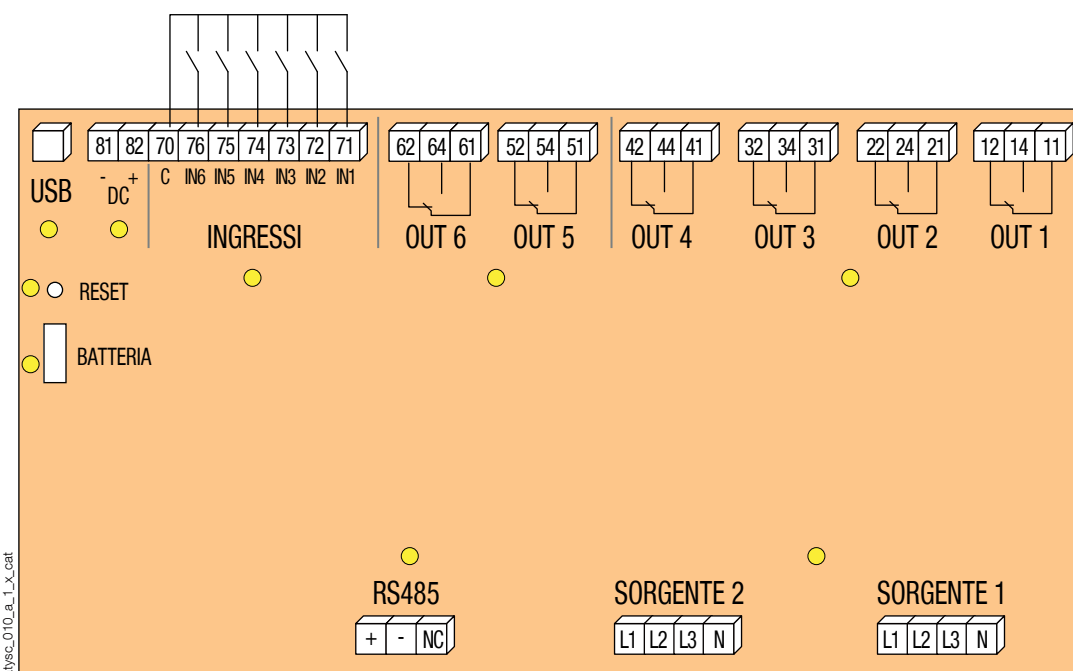 81 82 70 76 75 74 73 72 71 62 64 61 52 54 51 42 44 41 32 34 31 22 24 21 12 14 11
- DC + C IN6 IN5 IN4 IN3 IN2 IN1
USB
INGRESSI OUT 6 OUT 5 OUT 4 OUT 3 OUT 2 OUT 1
RESET
BATTERIA
RS485 SORGENTE 2 SORGENTE 1
+ - NC L1 L2 L3 N L1 L2 L3 N
tysc_010_a_1_x_cat